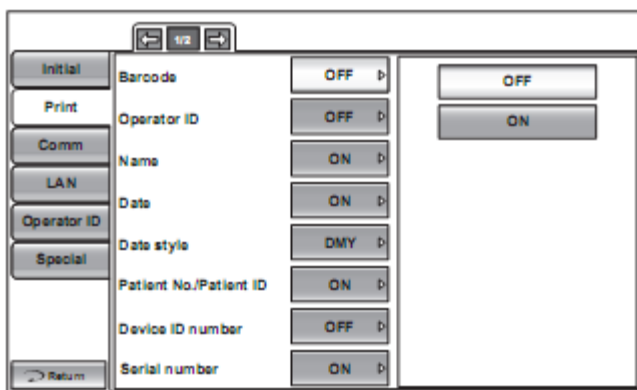 1/2
Initial
Print
Comm
LAN
Operator ID
Special
Return
Barcode OFF
Operator ID OFF
Name ON
Date ON
Date style DMY
Patient No./Patient ID ON
Device ID number OFF
Serial number ON
OFF
ON